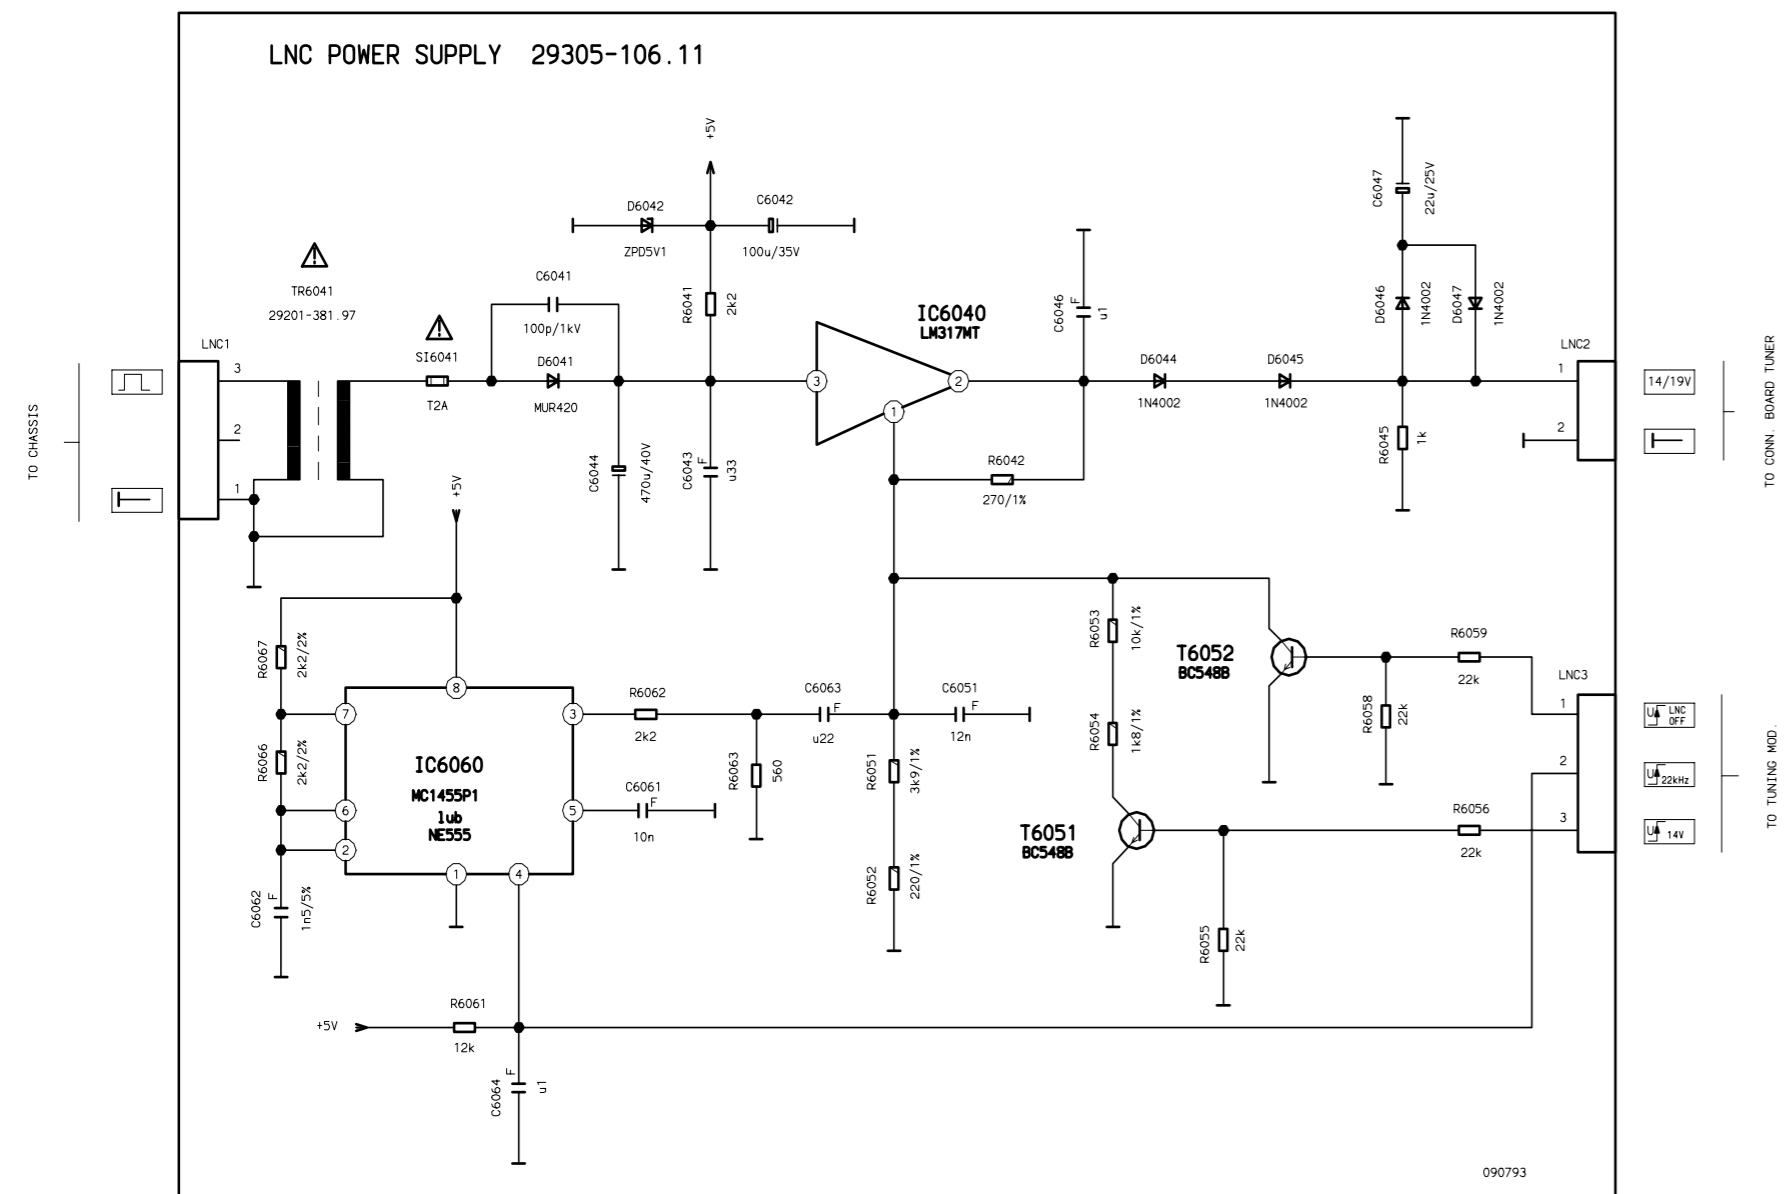 LNC POWER SUPPLY 29305-106.11
+5V
D6042
ZPD5V1
C6042
100u/35V
C6047
22u/25V
TR6041
29201-381.97
C6041
100p/1kV
R6041
2k2
IC6040
LM317MT
C6046
F
u1
D6046
1N4002
D6047
1N4002
LNC1
3
2
1
TO CHASSIS
SI6041
T2A
D6041
MUR420
3
2
1
D6044
1N4002
D6045
1N4002
LNC2
1
2
14/19V
TO CONN. BOARD TUNER
C6044
470u/40V
C6043
F
u33
R6042
270/1%
R6045
1k
+5V
R6067
2k2/2%
R6066
2k2/2%
8
7
6
2
3
5
1
4
IC6060
MC1455P1
lub
NE555
R6062
2k2
C6063
F
u22
C6051
F
12n
R6063
560
C6061
F
10n
R6051
3k9/1%
R6052
220/1%
R6053
10k/1%
R6054
1k8/1%
T6052
BC548B
T6051
BC548B
R6059
22k
R6058
22k
R6056
22k
R6055
22k
LNC3
1
2
3
U LNC OFF
U 22kHz
U 14V
TO TUNING MOD.
C6062
F
1n5/5%
+5V
R6061
12k
C6064
F
u1
090793